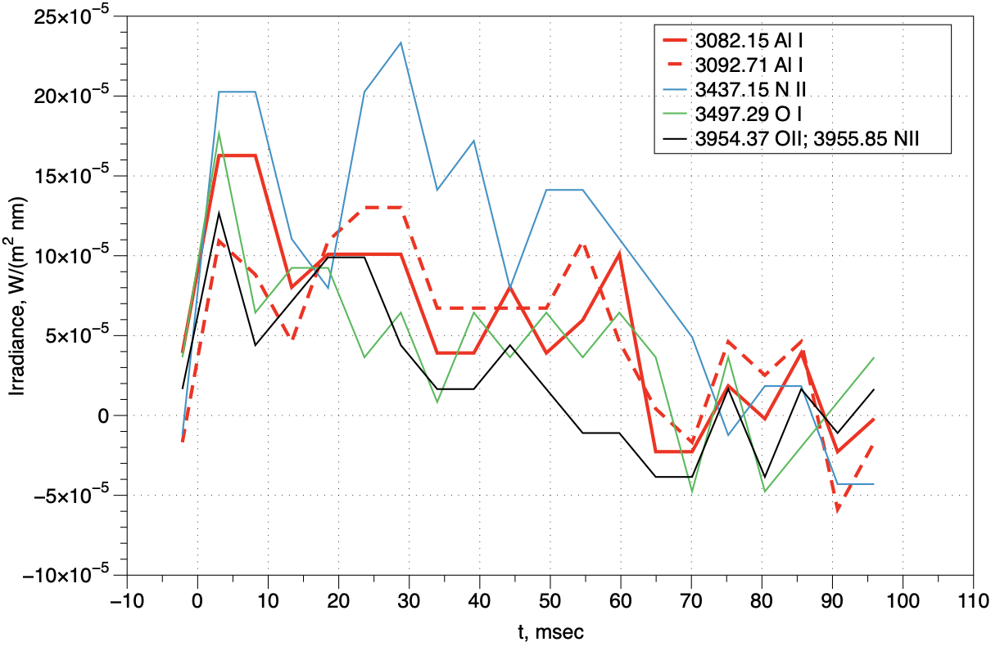 25×10⁻⁵
20×10⁻⁵
15×10⁻⁵
10×10⁻⁵
5×10⁻⁵
0
−5×10⁻⁵
−10×10⁻⁵
Irradiance, W/(m² nm)
3082.15 Al I
3092.71 Al I
3437.15 N II
3497.29 O I
3954.37 OII; 3955.85 NII
−10 0 10 20 30 40 50 60 70 80 90 100 110
t, msec